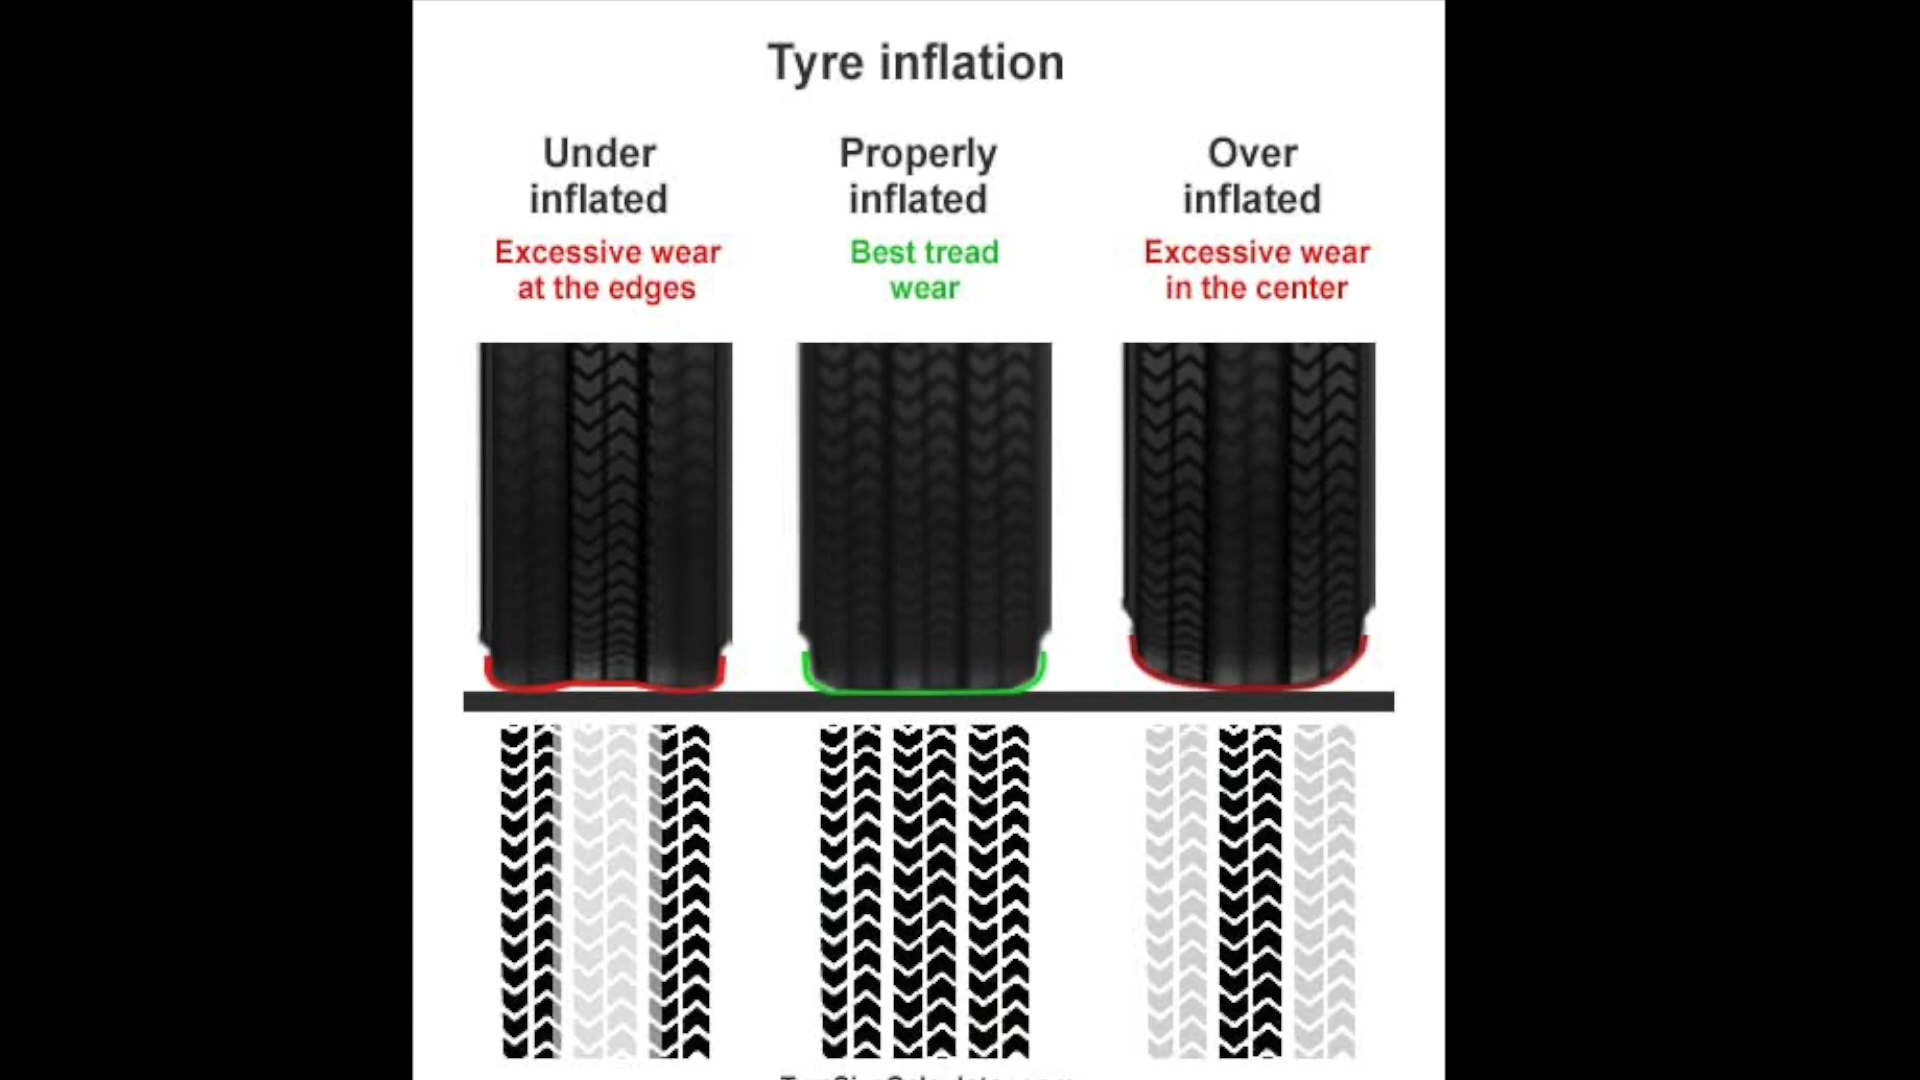 Tyre inflation
Under
inflated
Properly
inflated
Over
inflated
Excessive wear
at the edges
Best tread
wear
Excessive wear
in the center